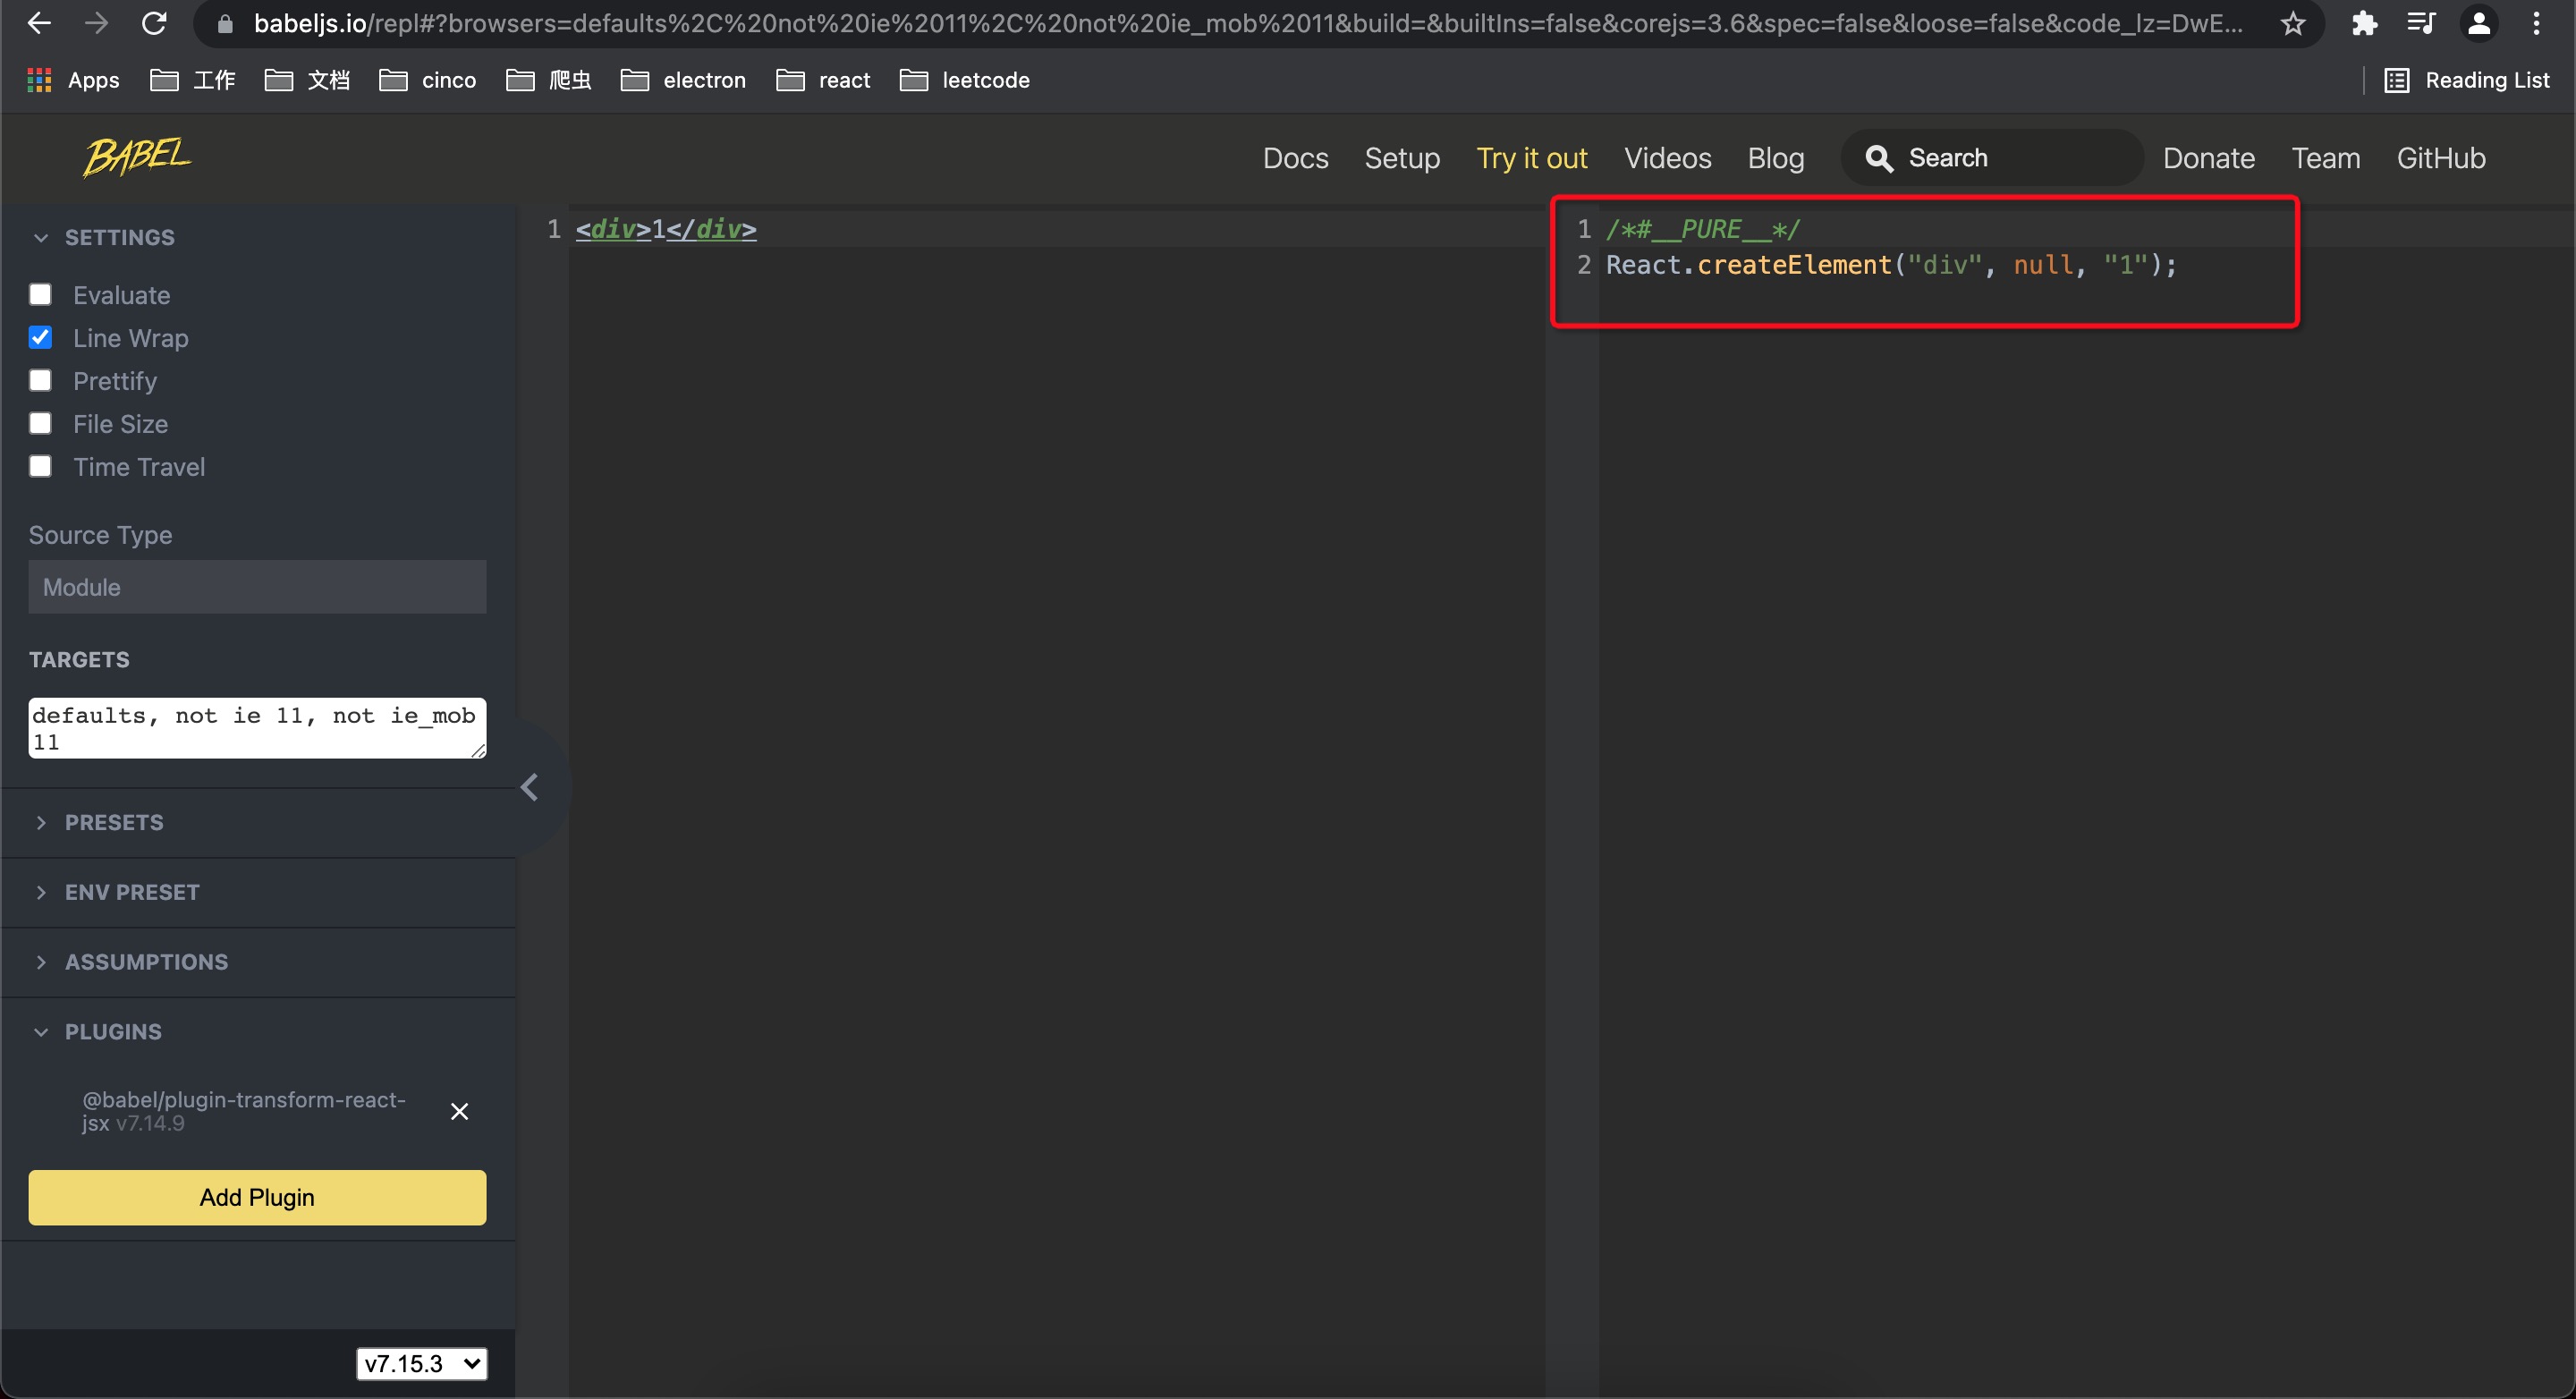 babeljs.io/repl#?browsers=defaults%2C%20not%20ie%2011%2C%20not%20ie_mob%2011&build=&builtIns=false&corejs=3.6&spec=false&loose=false&code_lz=DwE...
Apps 工作 文档 cinco 爬虫 electron react leetcode Reading List
BABEL Docs Setup Try it out Videos Blog Search Donate Team GitHub
SETTINGS
Evaluate
Line Wrap
Prettify
File Size
Time Travel
Source Type
Module
TARGETS
defaults, not ie 11, not ie_mob
11
PRESETS
ENV PRESET
ASSUMPTIONS
PLUGINS
@babel/plugin-transform-react-
jsx v7.14.9
Add Plugin
v7.15.3
1 <div>1</div>
1 /*#__PURE__*/
2 React.createElement("div", null, "1");